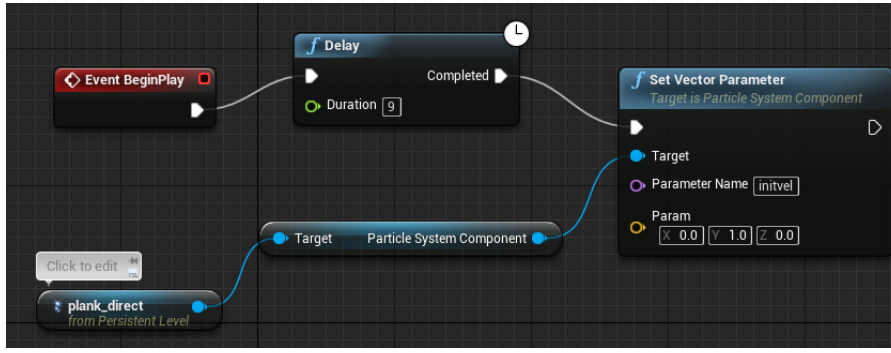 Event BeginPlay
Delay
Completed
Duration 9
Set Vector Parameter
Target is Particle System Component
Target
Parameter Name initvel
Param
X 0.0 Y 1.0 Z 0.0
Target Particle System Component
Click to edit
plank_direct
from Persistent Level